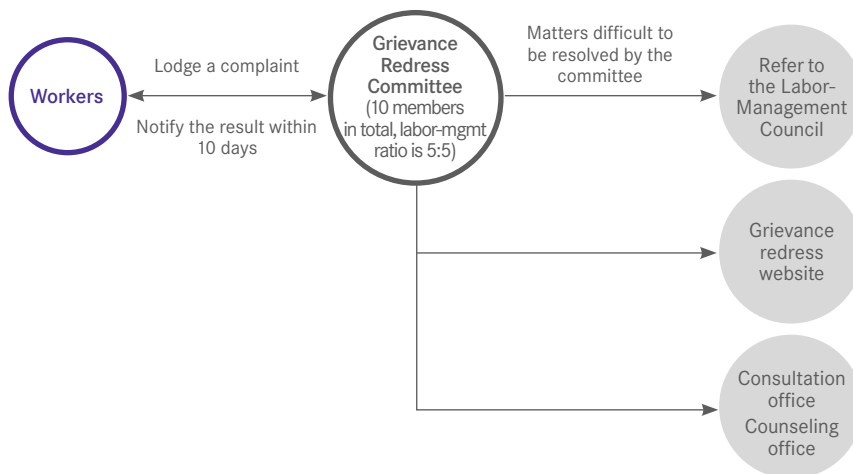 Workers
Lodge a complaint
Notify the result within
10 days
Grievance
Redress
Committee
(10 members
in total, labor-mgmt
ratio is 5:5)
Matters difficult to
be resolved by the
committee
Refer to
the Labor-
Management
Council
Grievance
redress
website
Consultation
office
Counseling
office